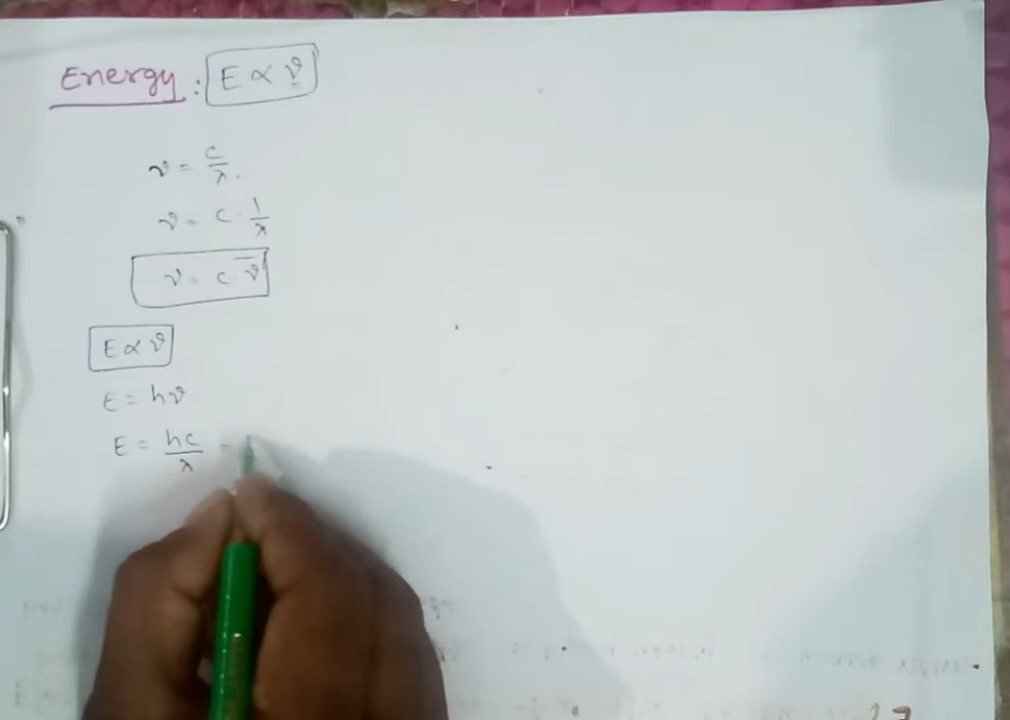 Energy : E ∝ ν
ν = c/λ.
ν = c · 1/λ
ν = c · ν̅
E ∝ ν
E = hν
E = hc/λ =